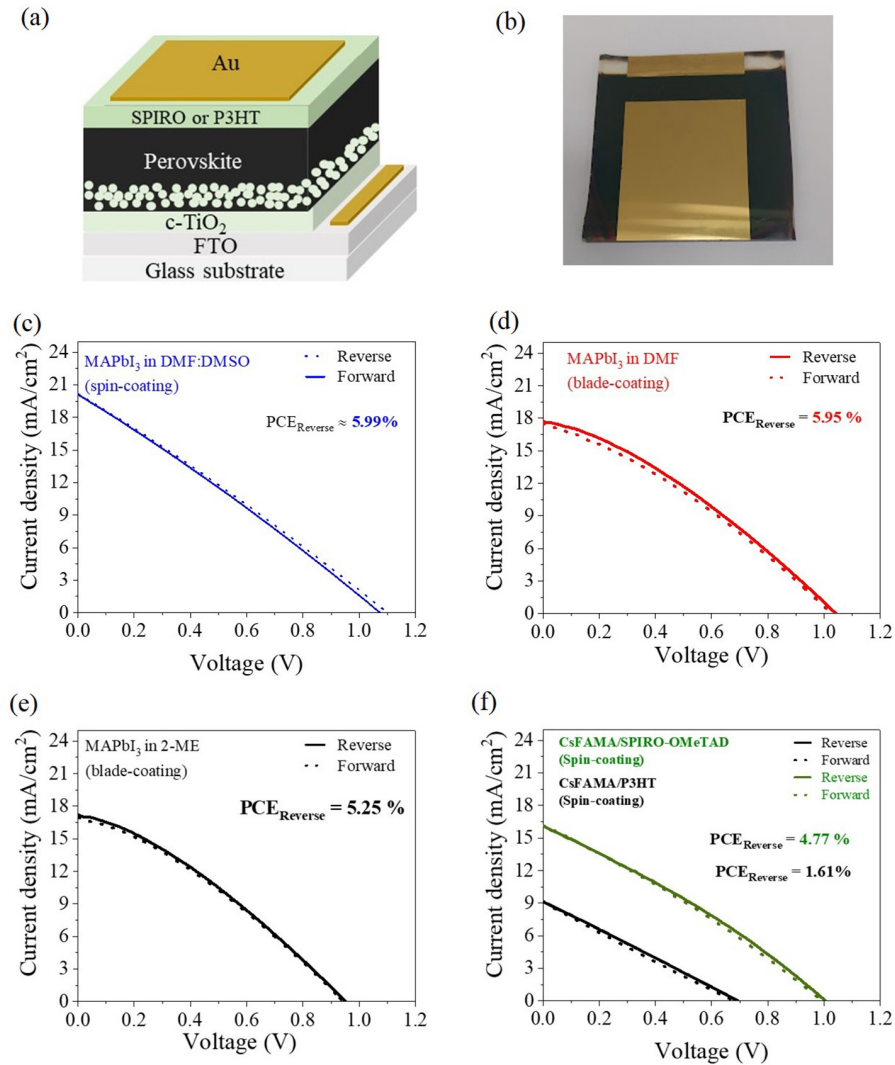 (a)
Au
SPIRO or P3HT
Perovskite
c-TiO₂
FTO
Glass substrate
(b)
(c)
MAPbI₃ in DMF:DMSO
(spin-coating)
Reverse
Forward
PCE_Reverse ≈ 5.99%
Current density (mA/cm²)
24
21
18
15
12
9
6
3
0
0.0 0.2 0.4 0.6 0.8 1.0 1.2
Voltage (V)
(d)
MAPbI₃ in DMF
(blade-coating)
Reverse
Forward
PCE_Reverse = 5.95 %
Current density (mA/cm²)
24
21
18
15
12
9
6
3
0
0.0 0.2 0.4 0.6 0.8 1.0 1.2
Voltage (V)
(e)
MAPbI₃ in 2-ME
(blade-coating)
Reverse
Forward
PCE_Reverse = 5.25 %
Current density (mA/cm²)
24
21
18
15
12
9
6
3
0
0.0 0.2 0.4 0.6 0.8 1.0 1.2
Voltage (V)
(f)
CsFAMA/SPIRO-OMeTAD
(Spin-coating)
CsFAMA/P3HT
(Spin-coating)
Reverse
Forward
Reverse
Forward
PCE_Reverse = 4.77 %
PCE_Reverse = 1.61%
Current density (mA/cm²)
24
21
18
15
12
9
6
3
0
0.0 0.2 0.4 0.6 0.8 1.0 1.2
Voltage (V)